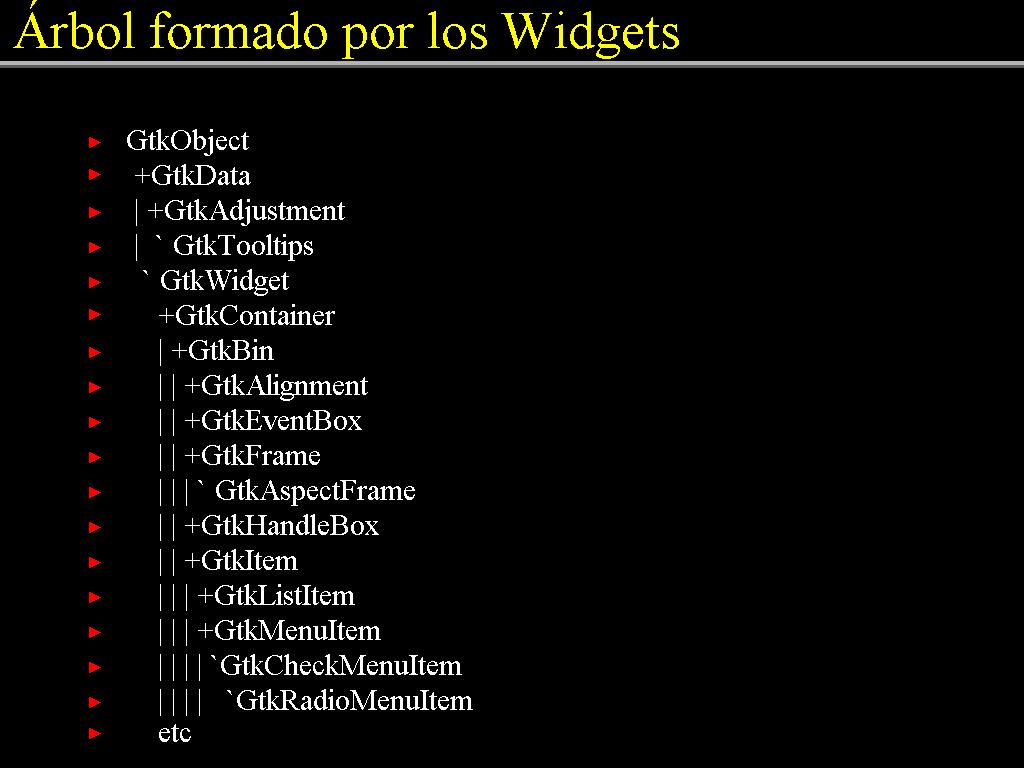 Árbol formado por los Widgets
GtkObject
+GtkData
| +GtkAdjustment
| ` GtkTooltips
` GtkWidget
+GtkContainer
| +GtkBin
| | +GtkAlignment
| | +GtkEventBox
| | +GtkFrame
| | | ` GtkAspectFrame
| | +GtkHandleBox
| | +GtkItem
| | | +GtkListItem
| | | +GtkMenuItem
| | | | `GtkCheckMenuItem
| | | | `GtkRadioMenuItem
etc